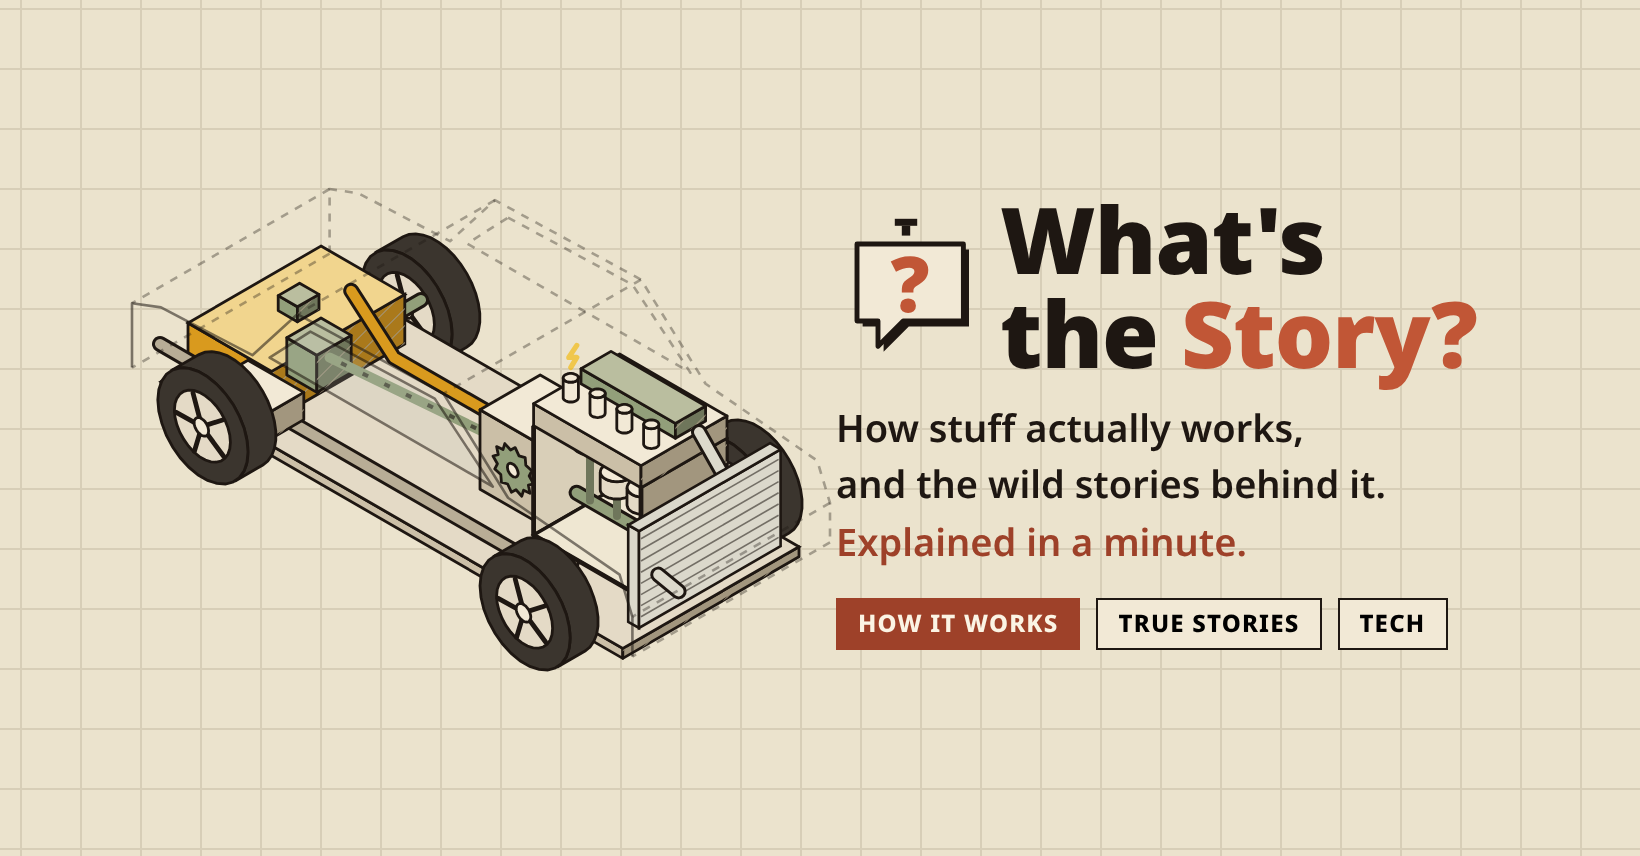 ?
What's
the Story?
How stuff actually works,
and the wild stories behind it.
Explained in a minute.
HOW IT WORKS
TRUE STORIES
TECH